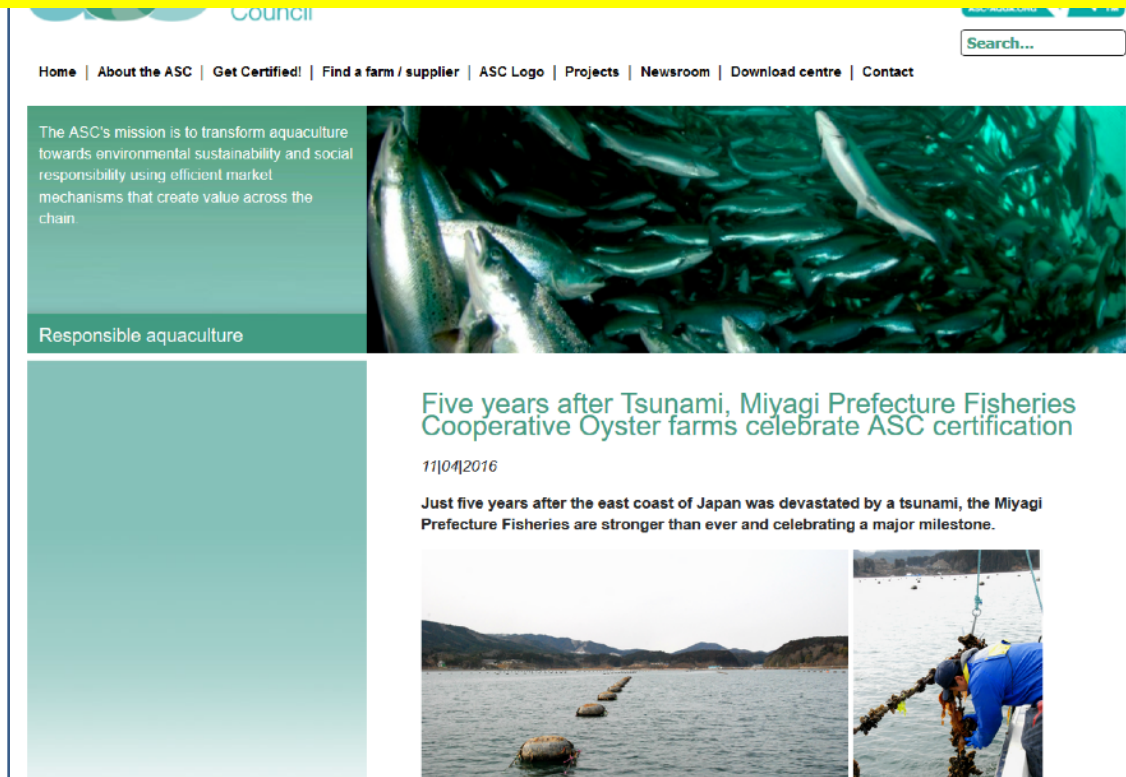 Council
ASC-AQUA.ORG
Search...
Home | About the ASC | Get Certified! | Find a farm / supplier | ASC Logo | Projects | Newsroom | Download centre | Contact
The ASC's mission is to transform aquaculture
towards environmental sustainability and social
responsibility using efficient market
mechanisms that create value across the
chain.
Responsible aquaculture
Five years after Tsunami, Miyagi Prefecture Fisheries
Cooperative Oyster farms celebrate ASC certification
11|04|2016
Just five years after the east coast of Japan was devastated by a tsunami, the Miyagi
Prefecture Fisheries are stronger than ever and celebrating a major milestone.